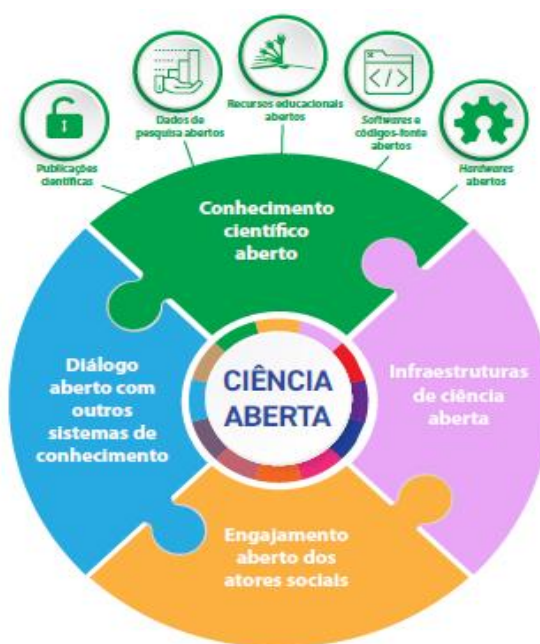 Publicações
científicas
Dados de
pesquisa abertos
Recursos educacionais
abertos
Softwares e
códigos-fonte
abertos
</>
Hardwares
abertos
Conhecimento
científico
aberto
Diálogo
aberto com
outros
sistemas de
conhecimento
CIÊNCIA
ABERTA
Infraestruturas
de ciência
aberta
Engajamento
aberto dos
atores sociais